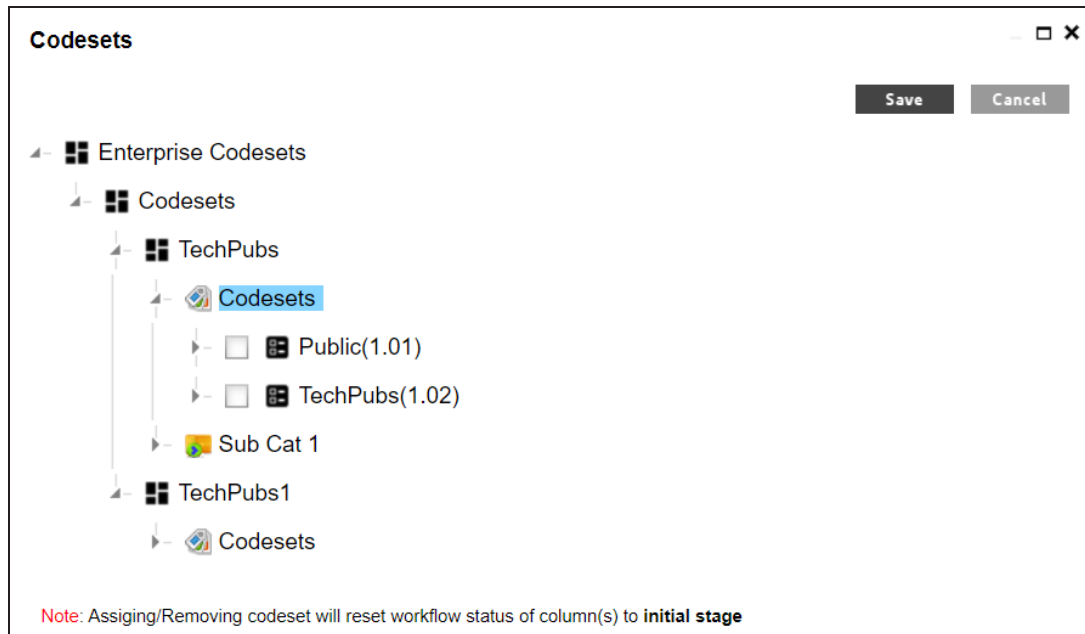 Codesets
Save Cancel
Enterprise Codesets
Codesets
TechPubs
Codesets
Public(1.01)
TechPubs(1.02)
Sub Cat 1
TechPubs1
Codesets
Note: Assiging/Removing codeset will reset workflow status of column(s) to initial stage